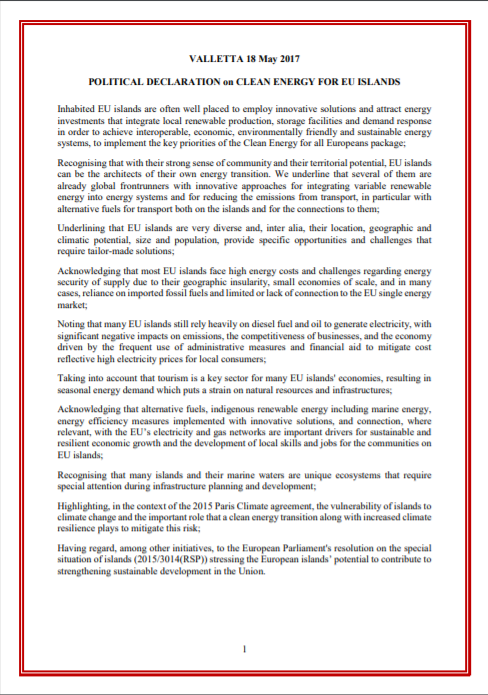 VALLETTA 18 May 2017
POLITICAL DECLARATION on CLEAN ENERGY FOR EU ISLANDS
Inhabited EU islands are often well placed to employ innovative solutions and attract energy
investments that integrate local renewable production, storage facilities and demand response
in order to achieve interoperable, economic, environmentally friendly and sustainable energy
systems, to implement the key priorities of the Clean Energy for all Europeans package;
Recognising that with their strong sense of community and their territorial potential, EU islands
can be the architects of their own energy transition. We underline that several of them are
already global frontrunners with innovative approaches for integrating variable renewable
energy into energy systems and for reducing the emissions from transport, in particular with
alternative fuels for transport both on the islands and for the connections to them;
Underlining that EU islands are very diverse and, inter alia, their location, geographic and
climatic potential, size and population, provide specific opportunities and challenges that
require tailor-made solutions;
Acknowledging that most EU islands face high energy costs and challenges regarding energy
security of supply due to their geographic insularity, small economies of scale, and in many
cases, reliance on imported fossil fuels and limited or lack of connection to the EU single energy
market;
Noting that many EU islands still rely heavily on diesel fuel and oil to generate electricity, with
significant negative impacts on emissions, the competitiveness of businesses, and the economy
driven by the frequent use of administrative measures and financial aid to mitigate cost
reflective high electricity prices for local consumers;
Taking into account that tourism is a key sector for many EU islands' economies, resulting in
seasonal energy demand which puts a strain on natural resources and infrastructures;
Acknowledging that alternative fuels, indigenous renewable energy including marine energy,
energy efficiency measures implemented with innovative solutions, and connection, where
relevant, with the EU's electricity and gas networks are important drivers for sustainable and
resilient economic growth and the development of local skills and jobs for the communities on
EU islands;
Recognising that many islands and their marine waters are unique ecosystems that require
special attention during infrastructure planning and development;
Highlighting, in the context of the 2015 Paris Climate agreement, the vulnerability of islands to
climate change and the important role that a clean energy transition along with increased climate
resilience plays to mitigate this risk;
Having regard, among other initiatives, to the European Parliament's resolution on the special
situation of islands (2015/3014(RSP)) stressing the European islands' potential to contribute to
strengthening sustainable development in the Union.
1